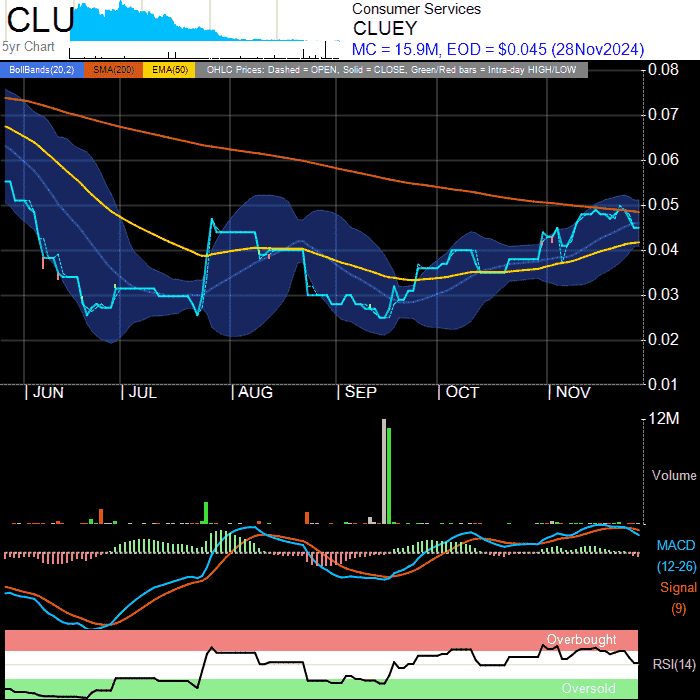 CLU
5yr Chart
Consumer Services
CLUEY
MC = 15.9M, EOD = $0.045 (28Nov2024)
BollBands(20,2) SMA(200) EMA(50) OHLC Prices: Dashed = OPEN, Solid = CLOSE, Green/Red bars = Intra-day HIGH/LOW
0.08
0.07
0.06
0.05
0.04
0.03
0.02
0.01
JUN JUL AUG SEP OCT NOV
12M
Volume
MACD
(12-26)
Signal
(9)
Overbought
RSI(14)
Oversold